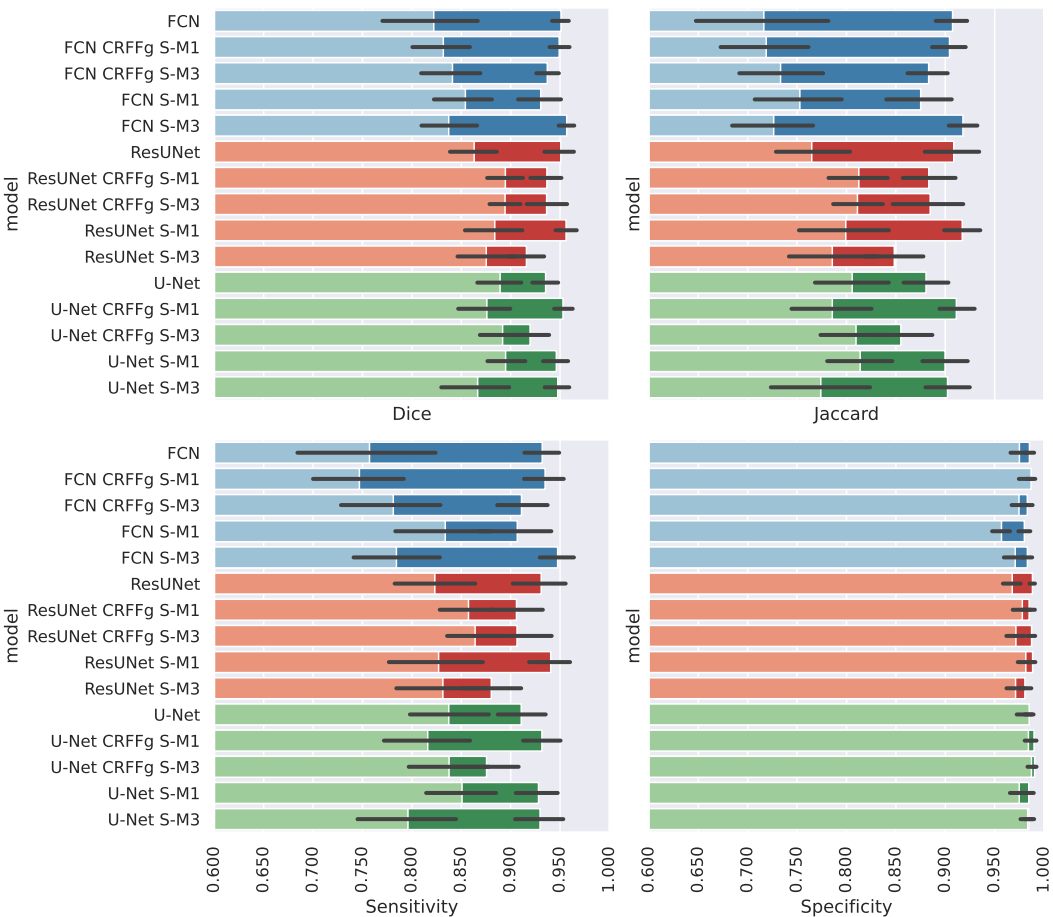 FCN
FCN CRFFg S-M1
FCN CRFFg S-M3
FCN S-M1
FCN S-M3
ResUNet
ResUNet CRFFg S-M1
ResUNet CRFFg S-M3
ResUNet S-M1
ResUNet S-M3
U-Net
U-Net CRFFg S-M1
U-Net CRFFg S-M3
U-Net S-M1
U-Net S-M3
model
Dice
model
Jaccard
FCN
FCN CRFFg S-M1
FCN CRFFg S-M3
FCN S-M1
FCN S-M3
ResUNet
ResUNet CRFFg S-M1
ResUNet CRFFg S-M3
ResUNet S-M1
ResUNet S-M3
U-Net
U-Net CRFFg S-M1
U-Net CRFFg S-M3
U-Net S-M1
U-Net S-M3
model
0.600
0.650
0.700
0.750
0.800
0.850
0.900
0.950
1.000
Sensitivity
model
0.600
0.650
0.700
0.750
0.800
0.850
0.900
0.950
1.000
Specificity